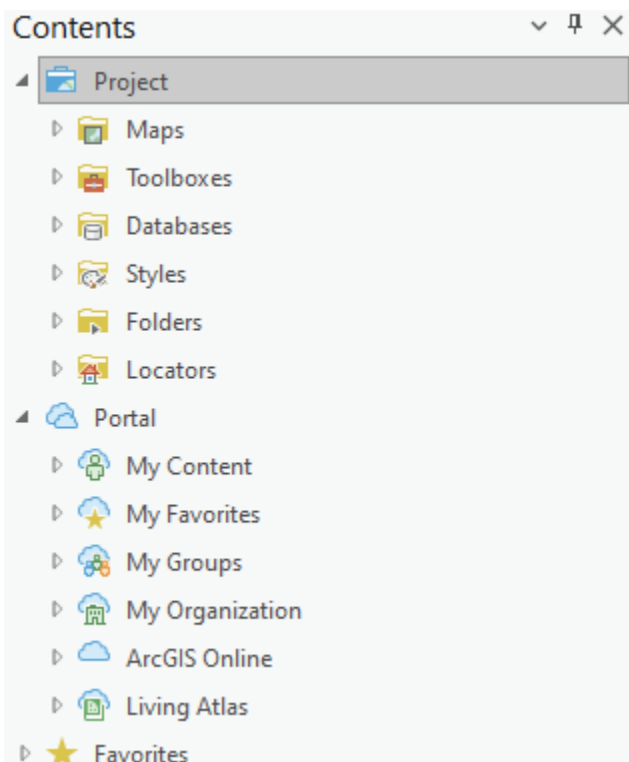 Contents
Project
Maps
Toolboxes
Databases
Styles
Folders
Locators
Portal
My Content
My Favorites
My Groups
My Organization
ArcGIS Online
Living Atlas
Favorites